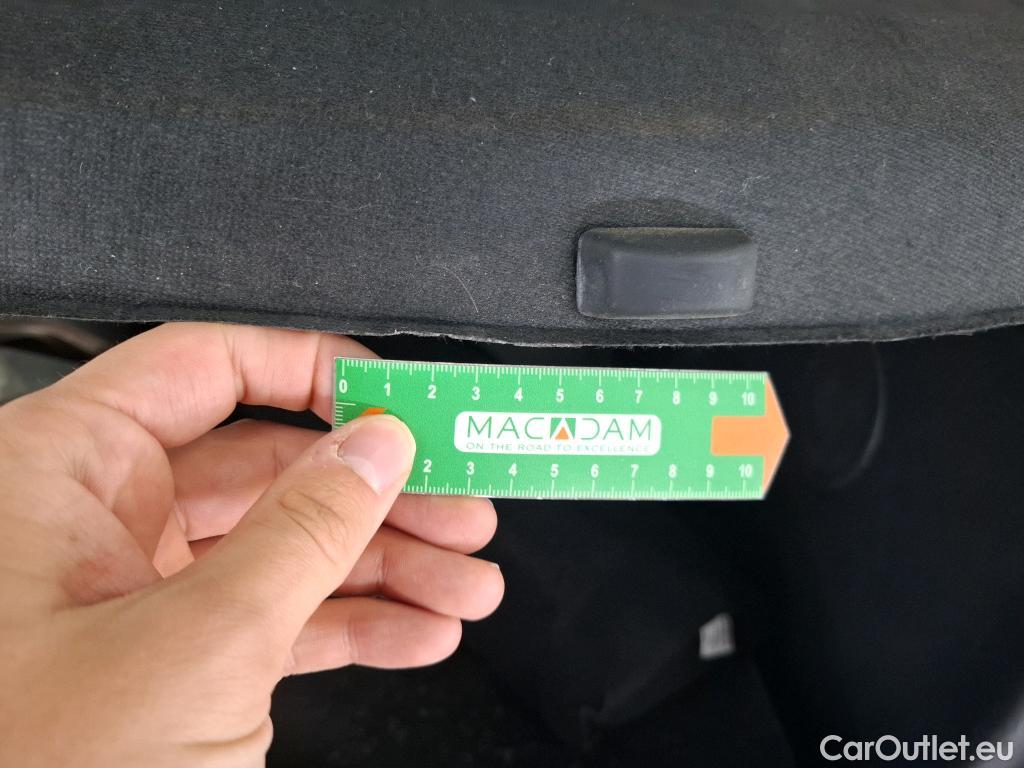 0 1 2 3 4 5 6 7 8 9 10
MACADAM
ON THE ROAD TO EXCELLENCE
2 3 4 5 6 7 8 9 10
CarOutlet.eu